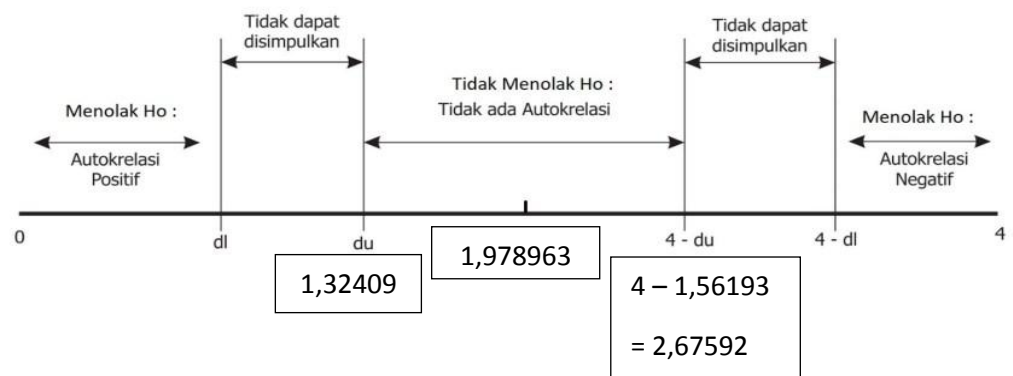 Tidak dapat
disimpulkan
Tidak dapat
disimpulkan
Tidak Menolak Ho :
Tidak ada Autokrelasi
Menolak Ho :
Autokrelasi
Positif
Menolak Ho :
Autokrelasi
Negatif
0
dl
du
4 - du
4 - dl
4
1,32409
1,978963
4 – 1,56193
= 2,67592